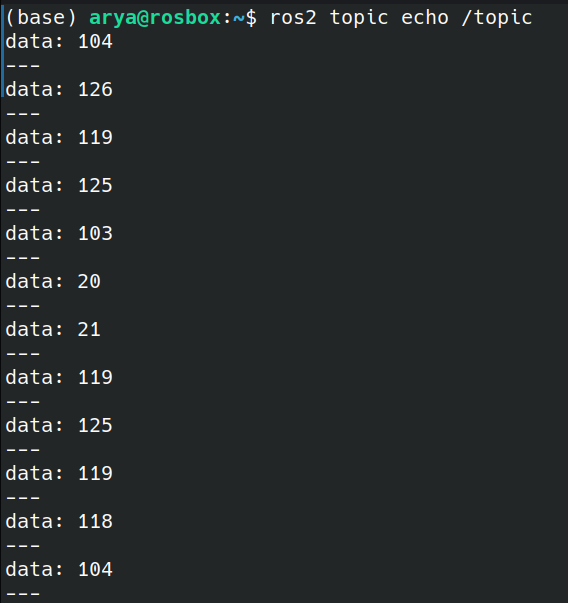 (base) arya@rosbox:~$ ros2 topic echo /topic
data: 104
---
data: 126
---
data: 119
---
data: 125
---
data: 103
---
data: 20
---
data: 21
---
data: 119
---
data: 125
---
data: 119
---
data: 118
---
data: 104
---